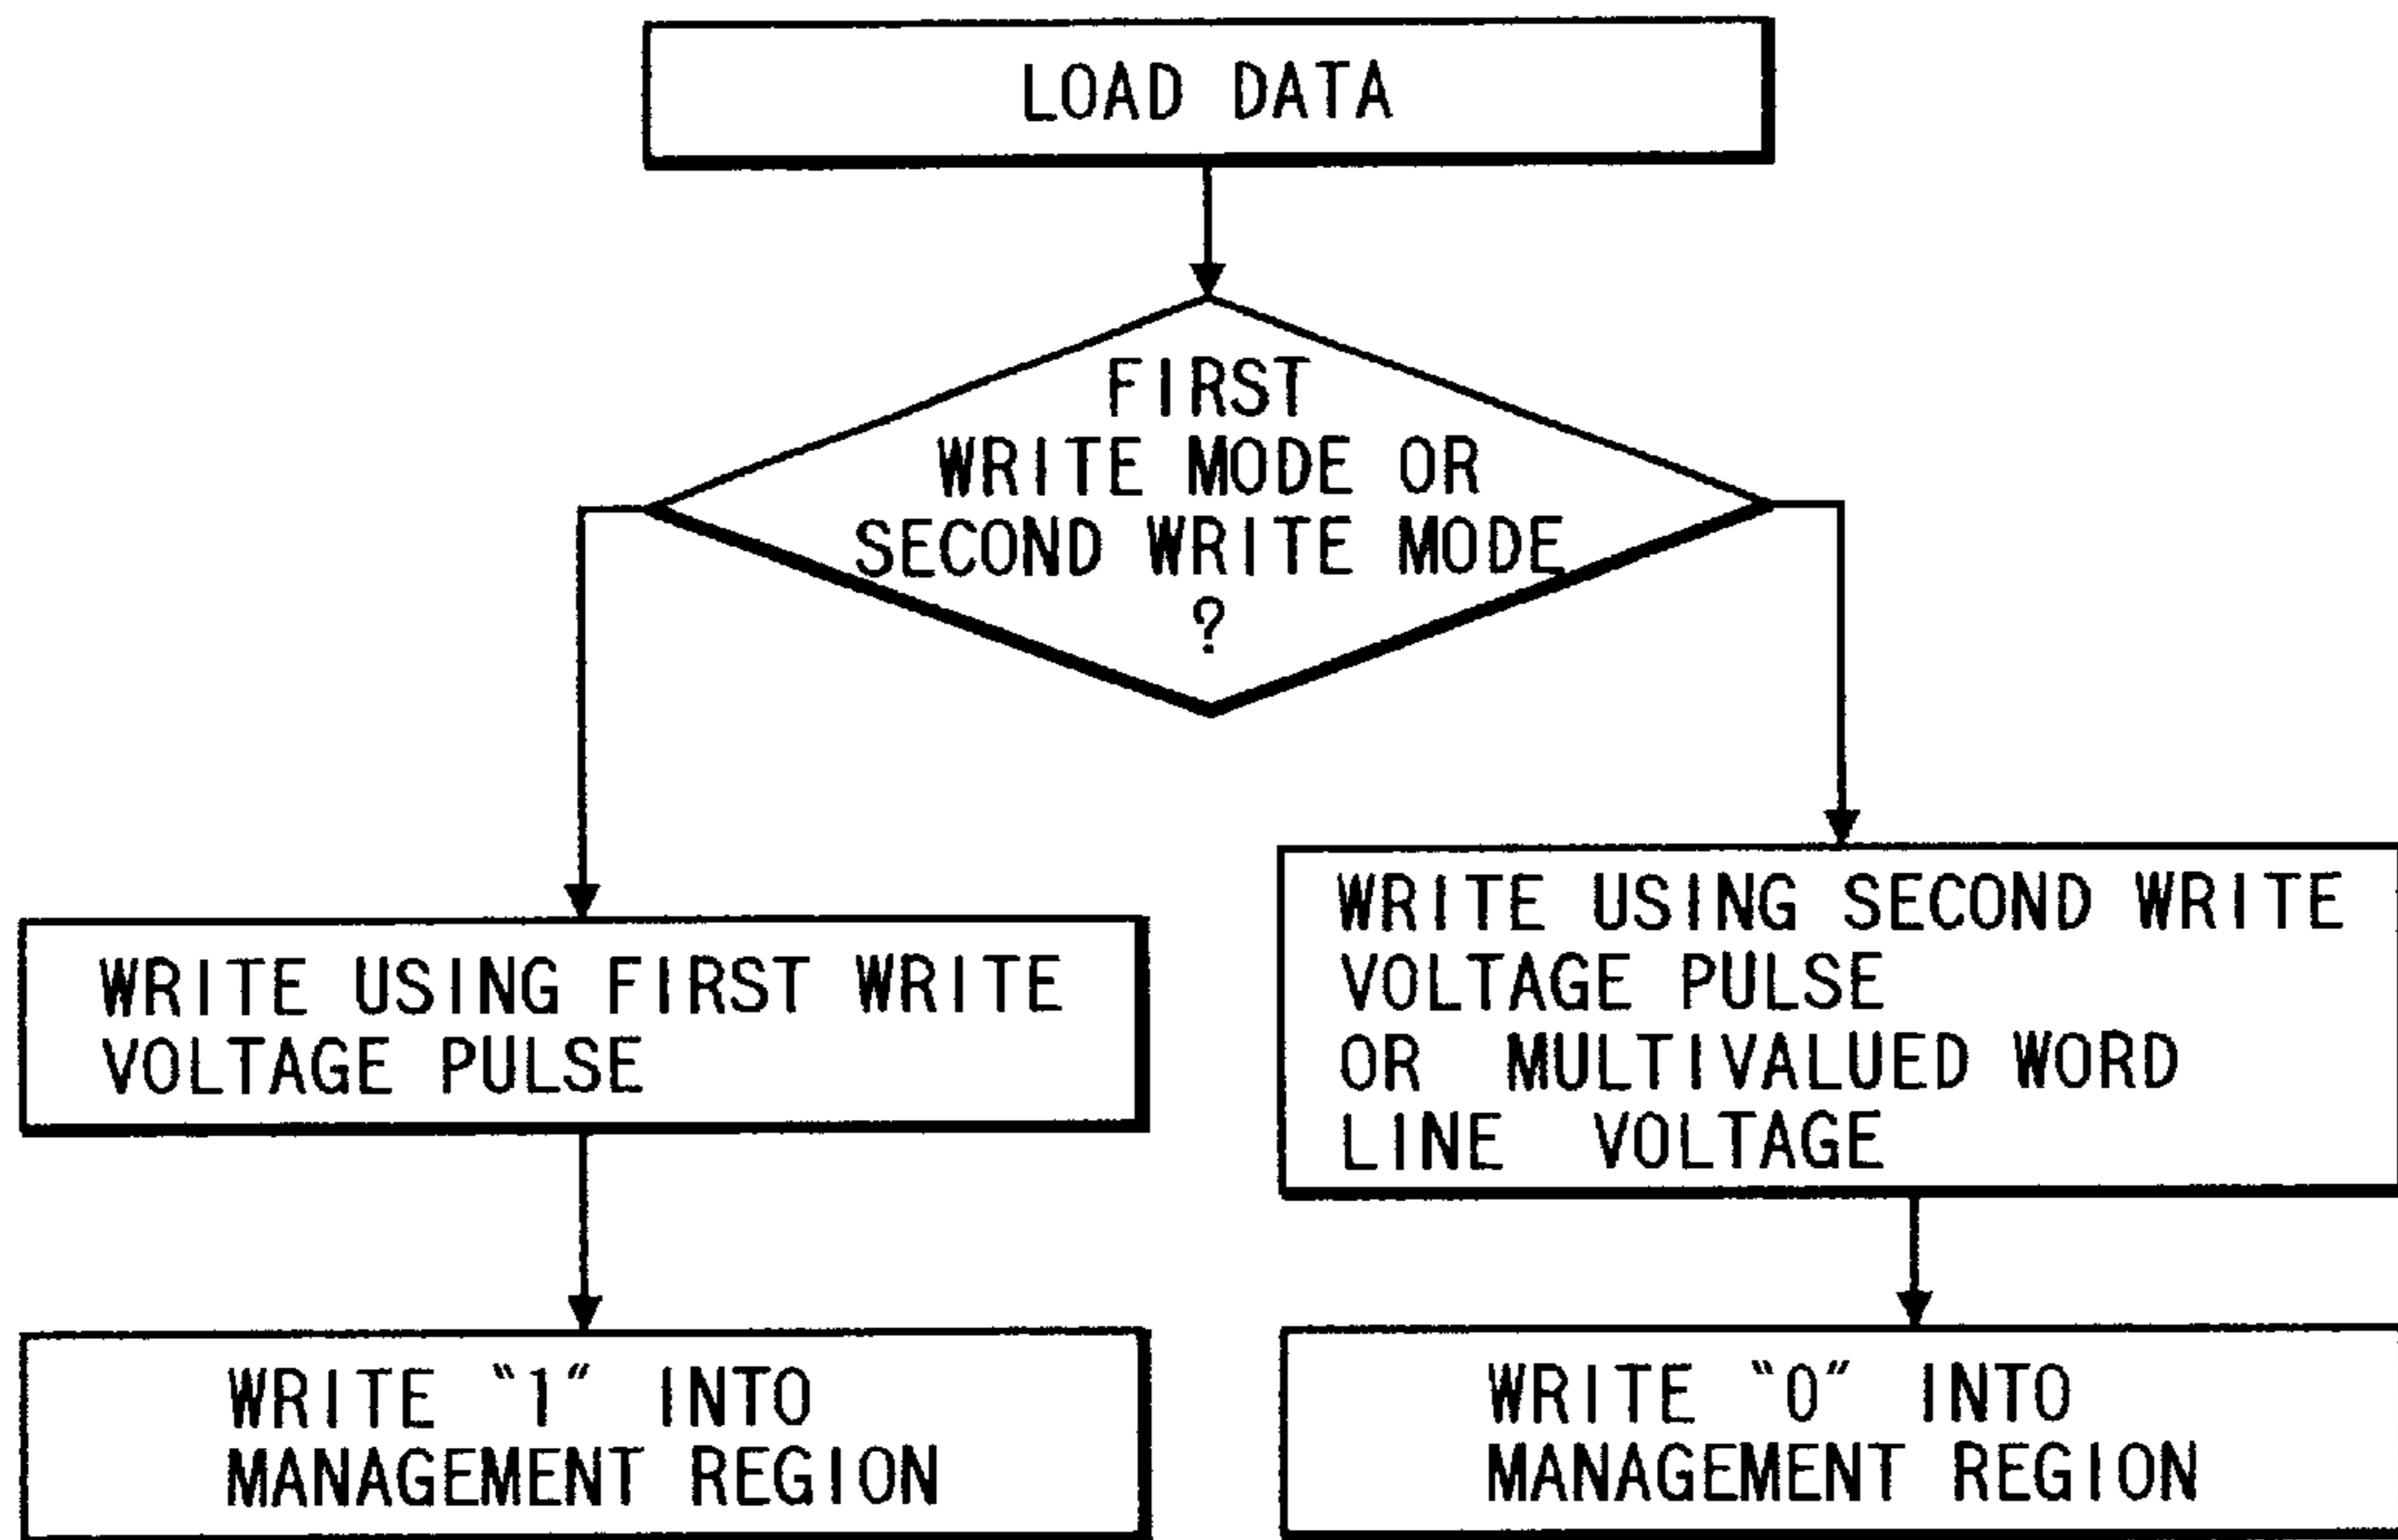 LOAD DATA
FIRST
WRITE MODE OR
SECOND WRITE MODE
?
WRITE USING FIRST WRITE
VOLTAGE PULSE
WRITE "1" INTO
MANAGEMENT REGION
WRITE USING SECOND WRITE
VOLTAGE PULSE
OR MULTIVALUED WORD
LINE VOLTAGE
WRITE "0" INTO
MANAGEMENT REGION